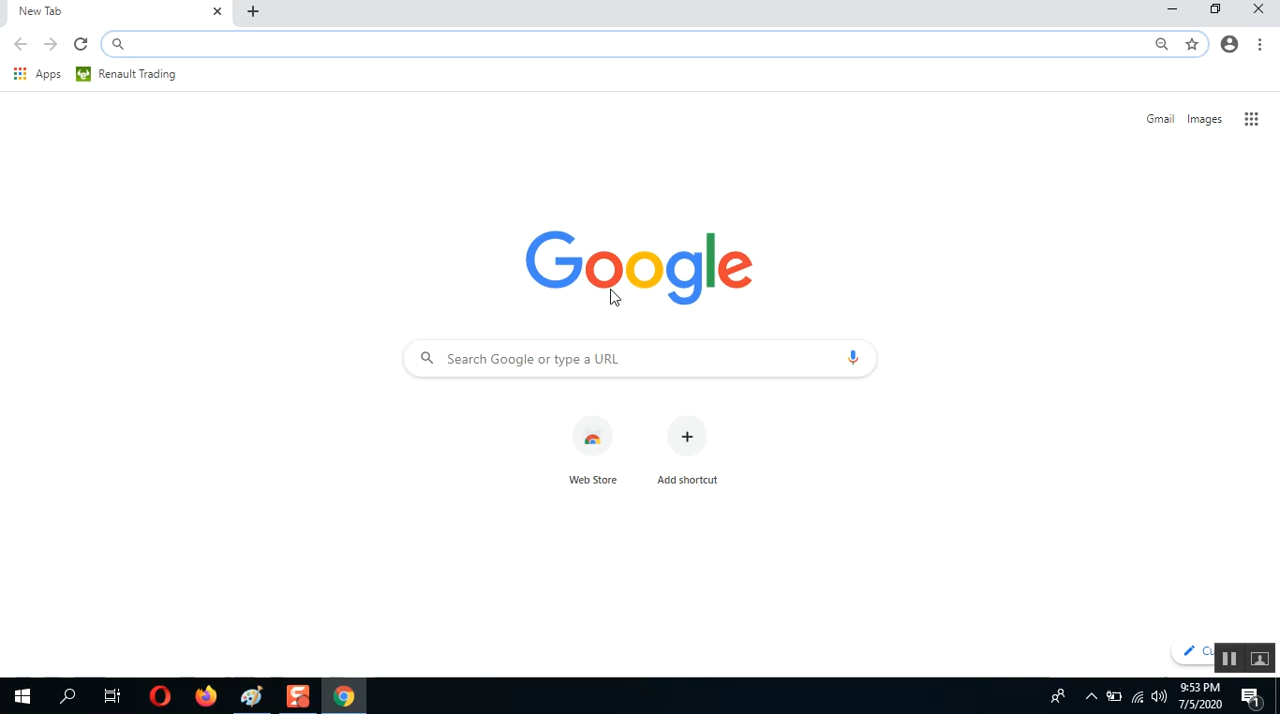 New Tab
Apps
Renault Trading
Gmail
Images
Google
Search Google or type a URL
Web Store
Add shortcut
9:53 PM
7/5/2020
1